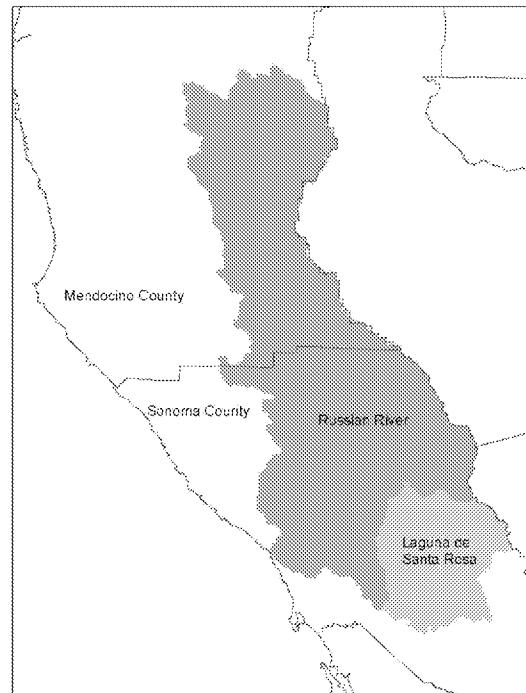 Mendocino County
Sonoma County
Russian River
Laguna de
Santa Rosa